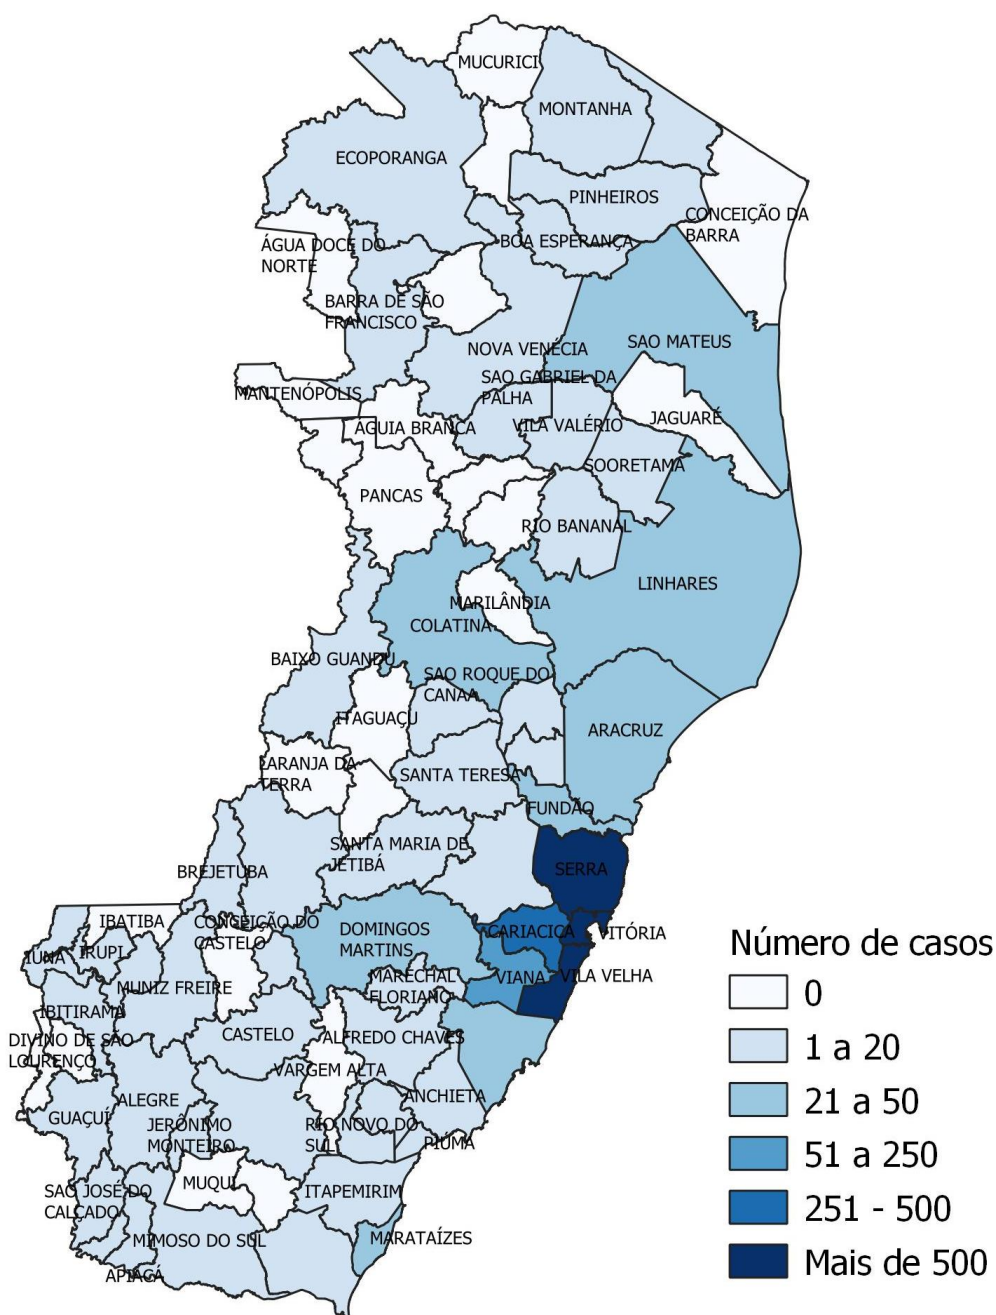 MUCURICI
MONTANHA
ECOPORANGA
PINHEIROS
CONCEIÇÃO DA
BARRA
BOA ESPERANÇA
ÁGUA DOCE DO
NORTE
BARRA DE SÃO
FRANCISCO
SAO MATEUS
NOVA VENÉCIA
SAO GABRIEL DA
PALHA
MANTENÓPOLIS
JAGUARÉ
ÁGUIA BRANCA
VILA VALÉRIO
SOORETAMA
PANCAS
RIO BANANAL
LINHARES
MARILÂNDIA
COLATINA
BAIXO GUANDU
SAO ROQUE DO
CANAA
ITAGUAÇU
ARACRUZ
LARANJA DA
TERRA
SANTA TERESA
FUNDÃO
SANTA MARIA DE
JETIBÁ
BREJETUBA
SERRA
IBATIBA
CONCEIÇÃO DO
CASTELO
DOMINGOS
MARTINS
CARIACICA
VITÓRIA
IUNA
IRUPI
MARECHAL
FLORIANO
VIANA
VILA VELHA
MUNIZ FREIRE
IBITIRAMA
DIVINO DE SÃO
LOURENÇO
CASTELO
ALFREDO CHAVES
VARGEM ALTA
ALEGRE
ANCHIETA
GUAÇUÍ
JERÔNIMO
MONTEIRO
RIO NOVO DO
SUL
PIÚMA
MUQUI
SAO JOSÉ DO
CALÇADO
ITAPEMIRIM
MIMOSO DO SUL
MARATAÍZES
APIACÁ
Número de casos
0
1 a 20
21 a 50
51 a 250
251 - 500
Mais de 500